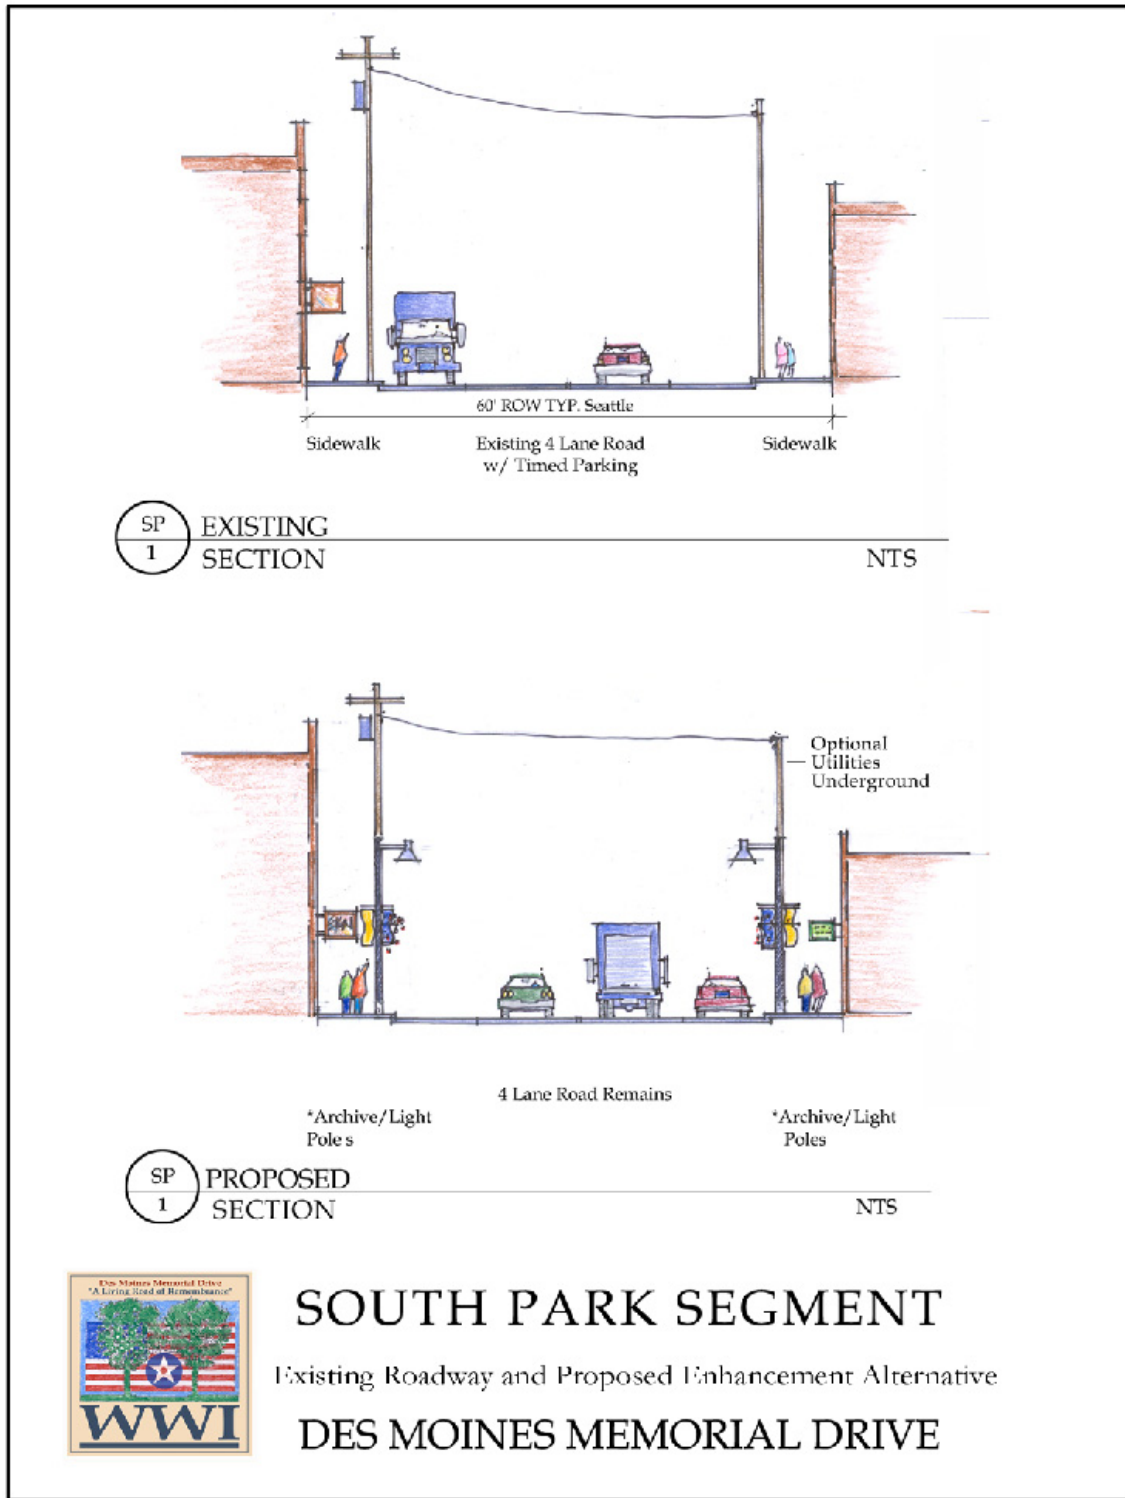 60' ROW TYP. Seattle
Sidewalk
Existing 4 Lane Road
w/ Timed Parking
Sidewalk
SP
1
EXISTING
SECTION
NTS
Optional
Utilities
Underground
4 Lane Road Remains
*Archive/Light
Pole s
*Archive/Light
Poles
SP
1
PROPOSED
SECTION
NTS
Des Moines Memorial Drive
"A Living Road of Remembrance"
WWI
SOUTH PARK SEGMENT
Existing Roadway and Proposed Enhancement Alternative
DES MOINES MEMORIAL DRIVE